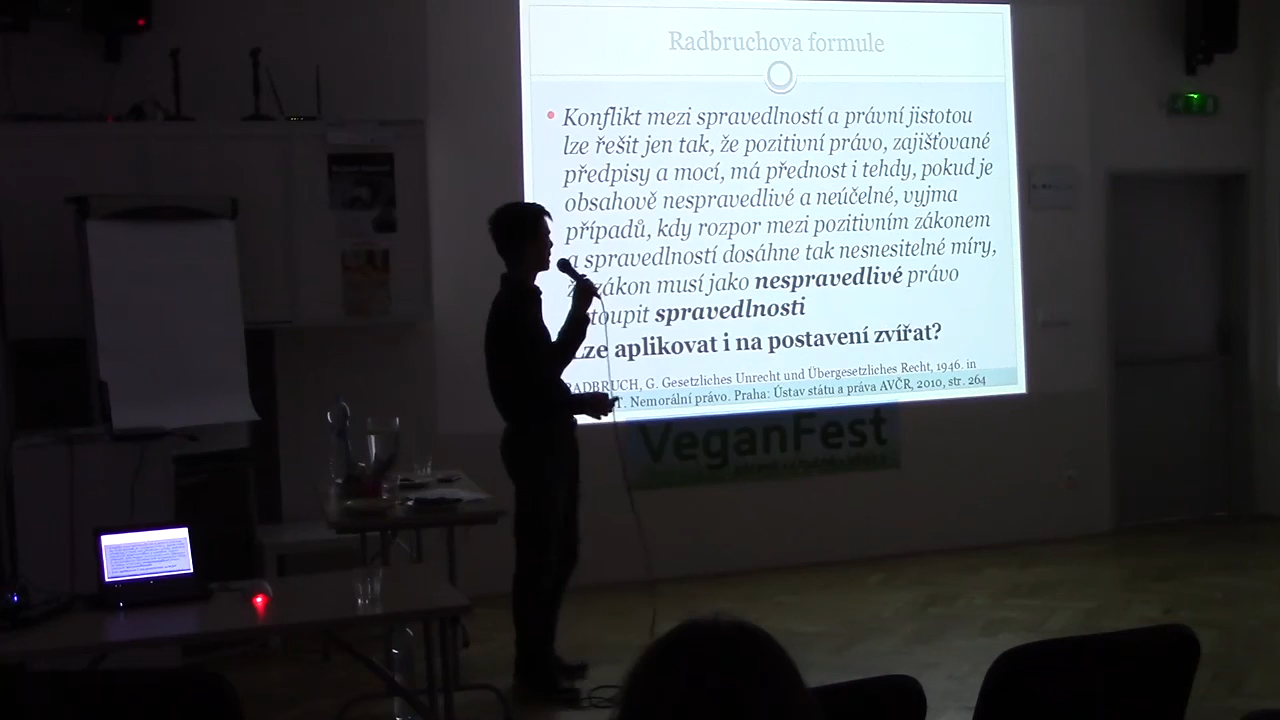 Radbruchova formule
• Konflikt mezi spravedlností a právní jistotou
lze řešit jen tak, že pozitivní právo, zajišťované
předpisy a mocí, má přednost i tehdy, pokud je
obsahově nespravedlivé a neúčelné, vyjma
případů, kdy rozpor mezi pozitivním zákonem
a spravedlností dosáhne tak nesnesitelné míry,
zákon musí jako nespravedlivé právo
toupit spravedlnosti
Lze aplikovat i na postavení zvířat?
RADBRUCH, G. Gesetzliches Unrecht und Übergesetzliches Recht, 1946. in
T. Nemorální právo. Praha: Ústav státu a práva AVČR, 2010, str. 264
VeganFest